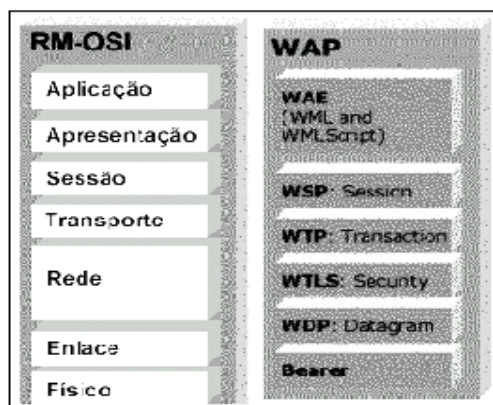 RM-OSI
Aplicação
Apresentação
Sessão
Transporte
Rede
Enlace
Físico
WAP
WAE
(WML and
WMLScript)
WSP: Session
WTP: Transaction
WTLS: Security
WDP: Datagram
Bearer